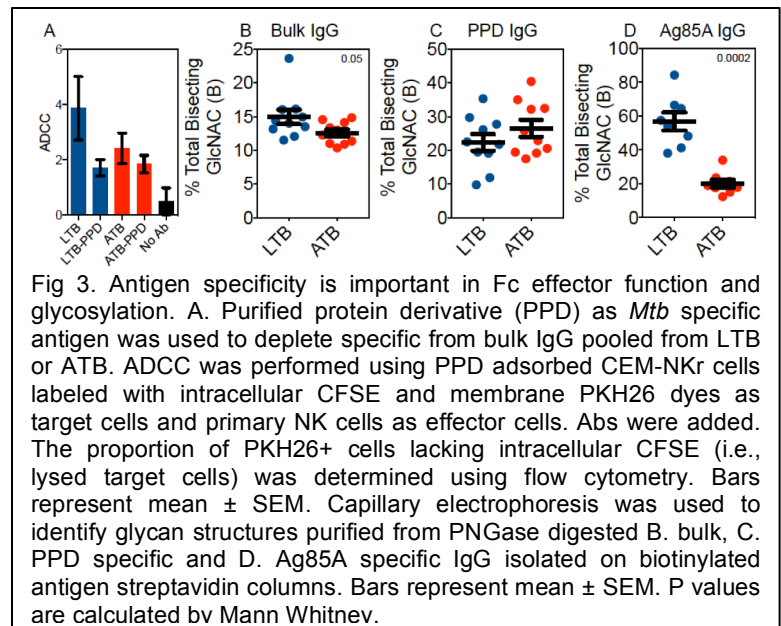 A
B Bulk IgG
C PPD IgG
D Ag85A IgG
ADCC
6
4
2
0
LTB
LTB-PPD
ATB
ATB-PPD
No Ab
% Total Bisecting
GlcNAC (B)
25
20
15
10
5
0
0.05
LTB
ATB
% Total Bisecting
GlcNAC (B)
50
40
30
20
10
0
LTB
ATB
% Total Bisecting
GlcNAC (B)
100
80
60
40
20
0
0.0002
LTB
ATB
Fig 3. Antigen specificity is important in Fc effector function and
glycosylation. A. Purified protein derivative (PPD) as Mtb specific
antigen was used to deplete specific from bulk IgG pooled from LTB
or ATB. ADCC was performed using PPD adsorbed CEM-NKr cells
labeled with intracellular CFSE and membrane PKH26 dyes as
target cells and primary NK cells as effector cells. Abs were added.
The proportion of PKH26+ cells lacking intracellular CFSE (i.e.,
lysed target cells) was determined using flow cytometry. Bars
represent mean ± SEM. Capillary electrophoresis was used to
identify glycan structures purified from PNGase digested B. bulk, C.
PPD specific and D. Ag85A specific IgG isolated on biotinylated
antigen streptavidin columns. Bars represent mean ± SEM. P values
are calculated by Mann Whitney.